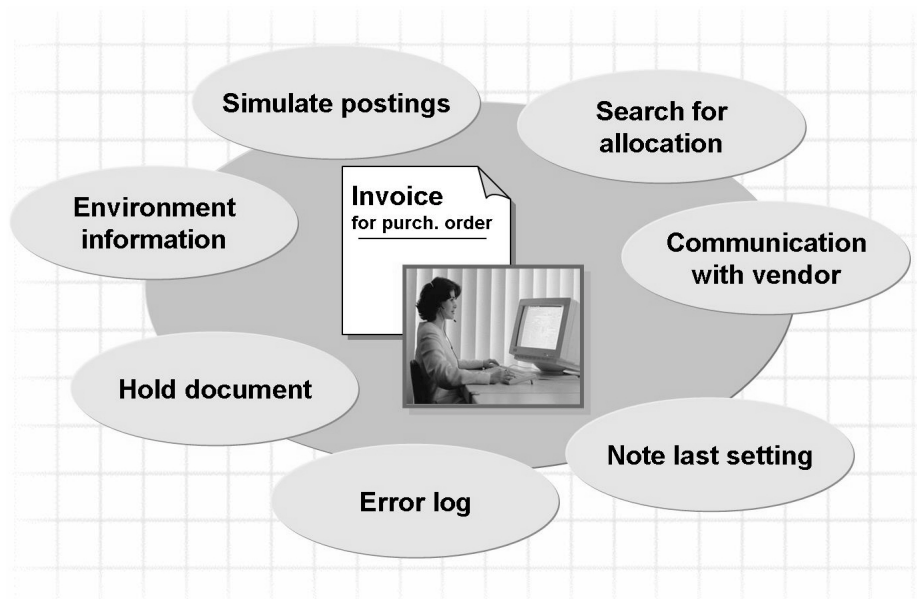 Simulate postings
Search for
allocation
Environment
information
Invoice
for purch. order
Communication
with vendor
Hold document
Note last setting
Error log